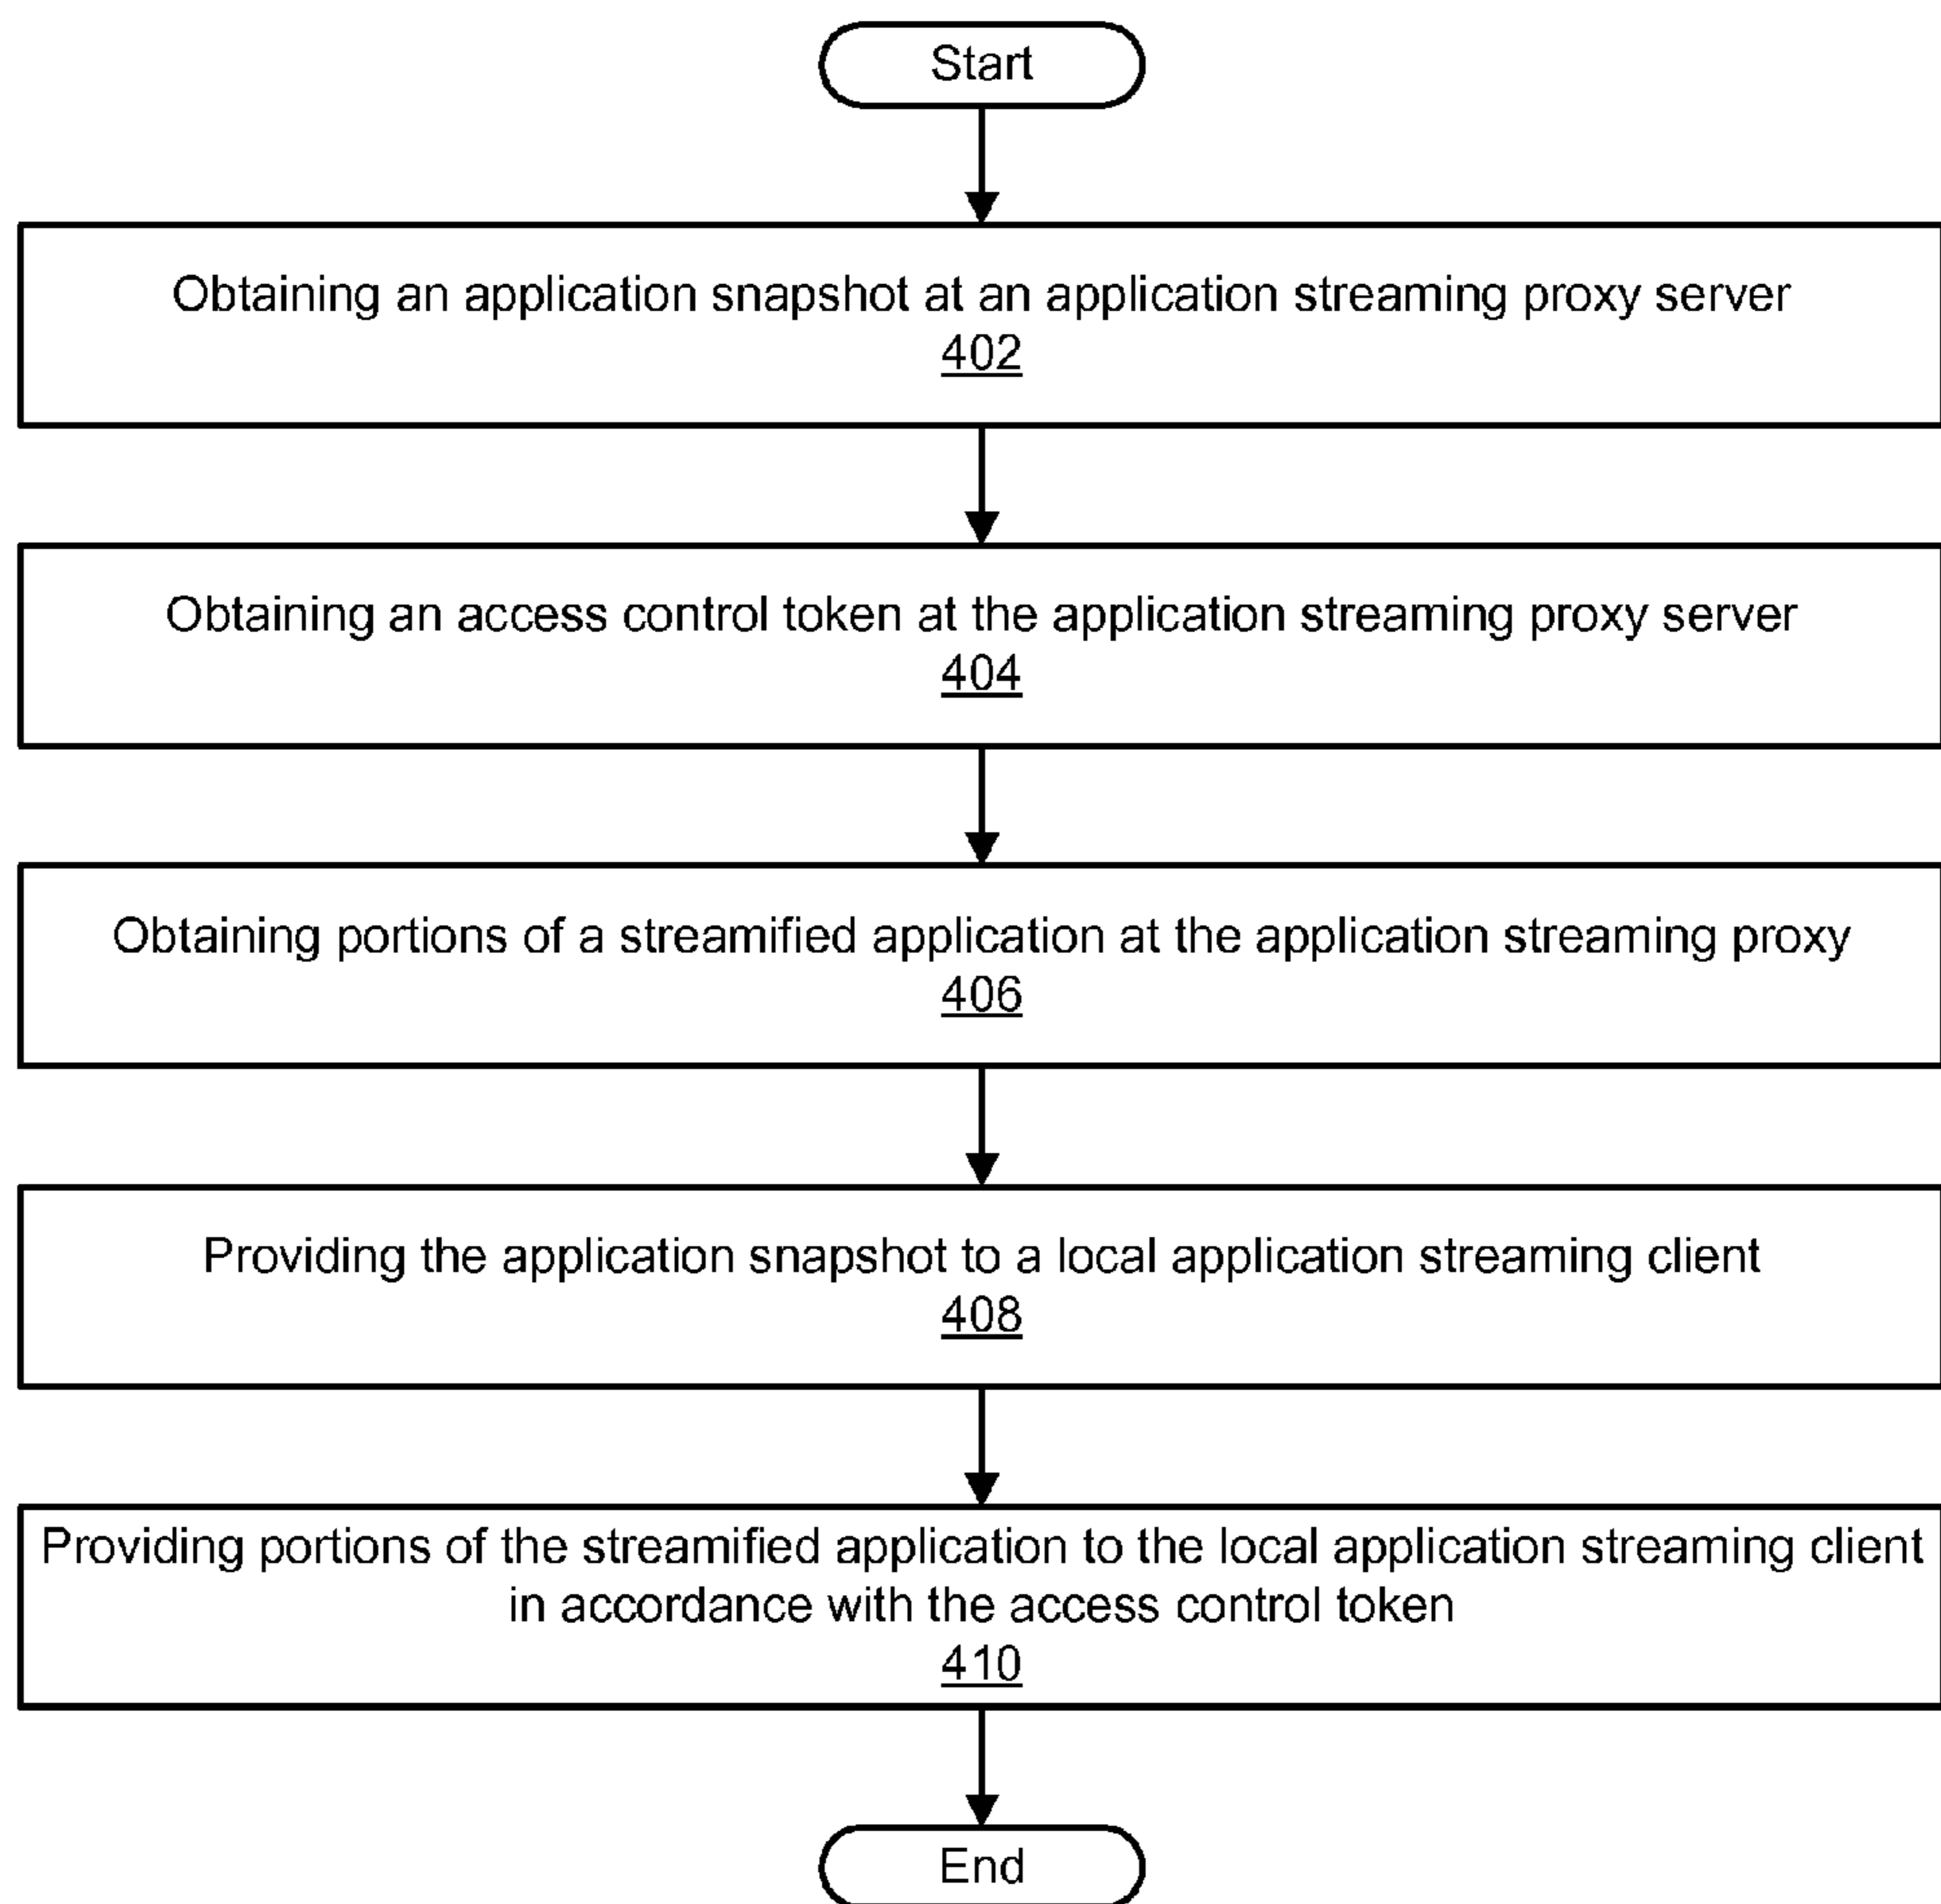 Start
Obtaining an application snapshot at an application streaming proxy server
402
Obtaining an access control token at the application streaming proxy server
404
Obtaining portions of a streamified application at the application streaming proxy
406
Providing the application snapshot to a local application streaming client
408
Providing portions of the streamified application to the local application streaming client
in accordance with the access control token
410
End